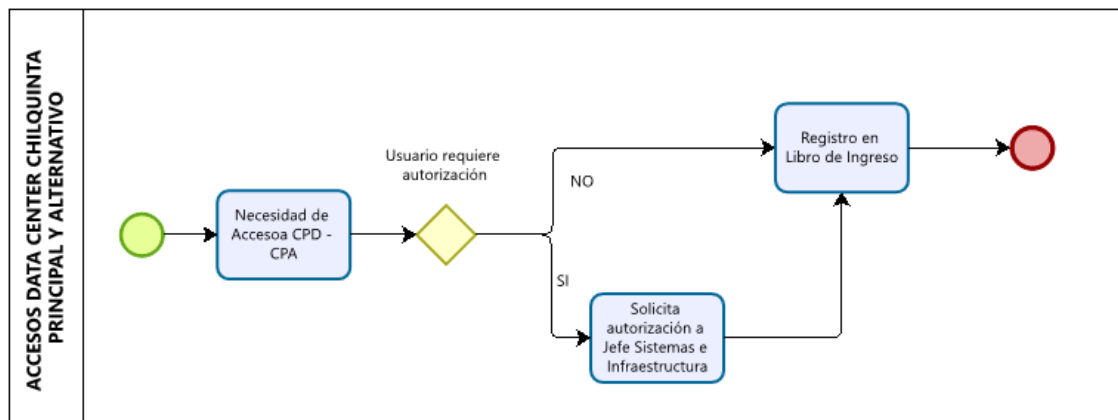 ACCESOS DATA CENTER CHILQUINTA
PRINCIPAL Y ALTERNATIVO
Necesidad de
Accesoa CPD -
CPA
Usuario requiere
autorización
NO
SI
Solicita
autorización a
Jefe Sistemas e
Infraestructura
Registro en
Libro de Ingreso